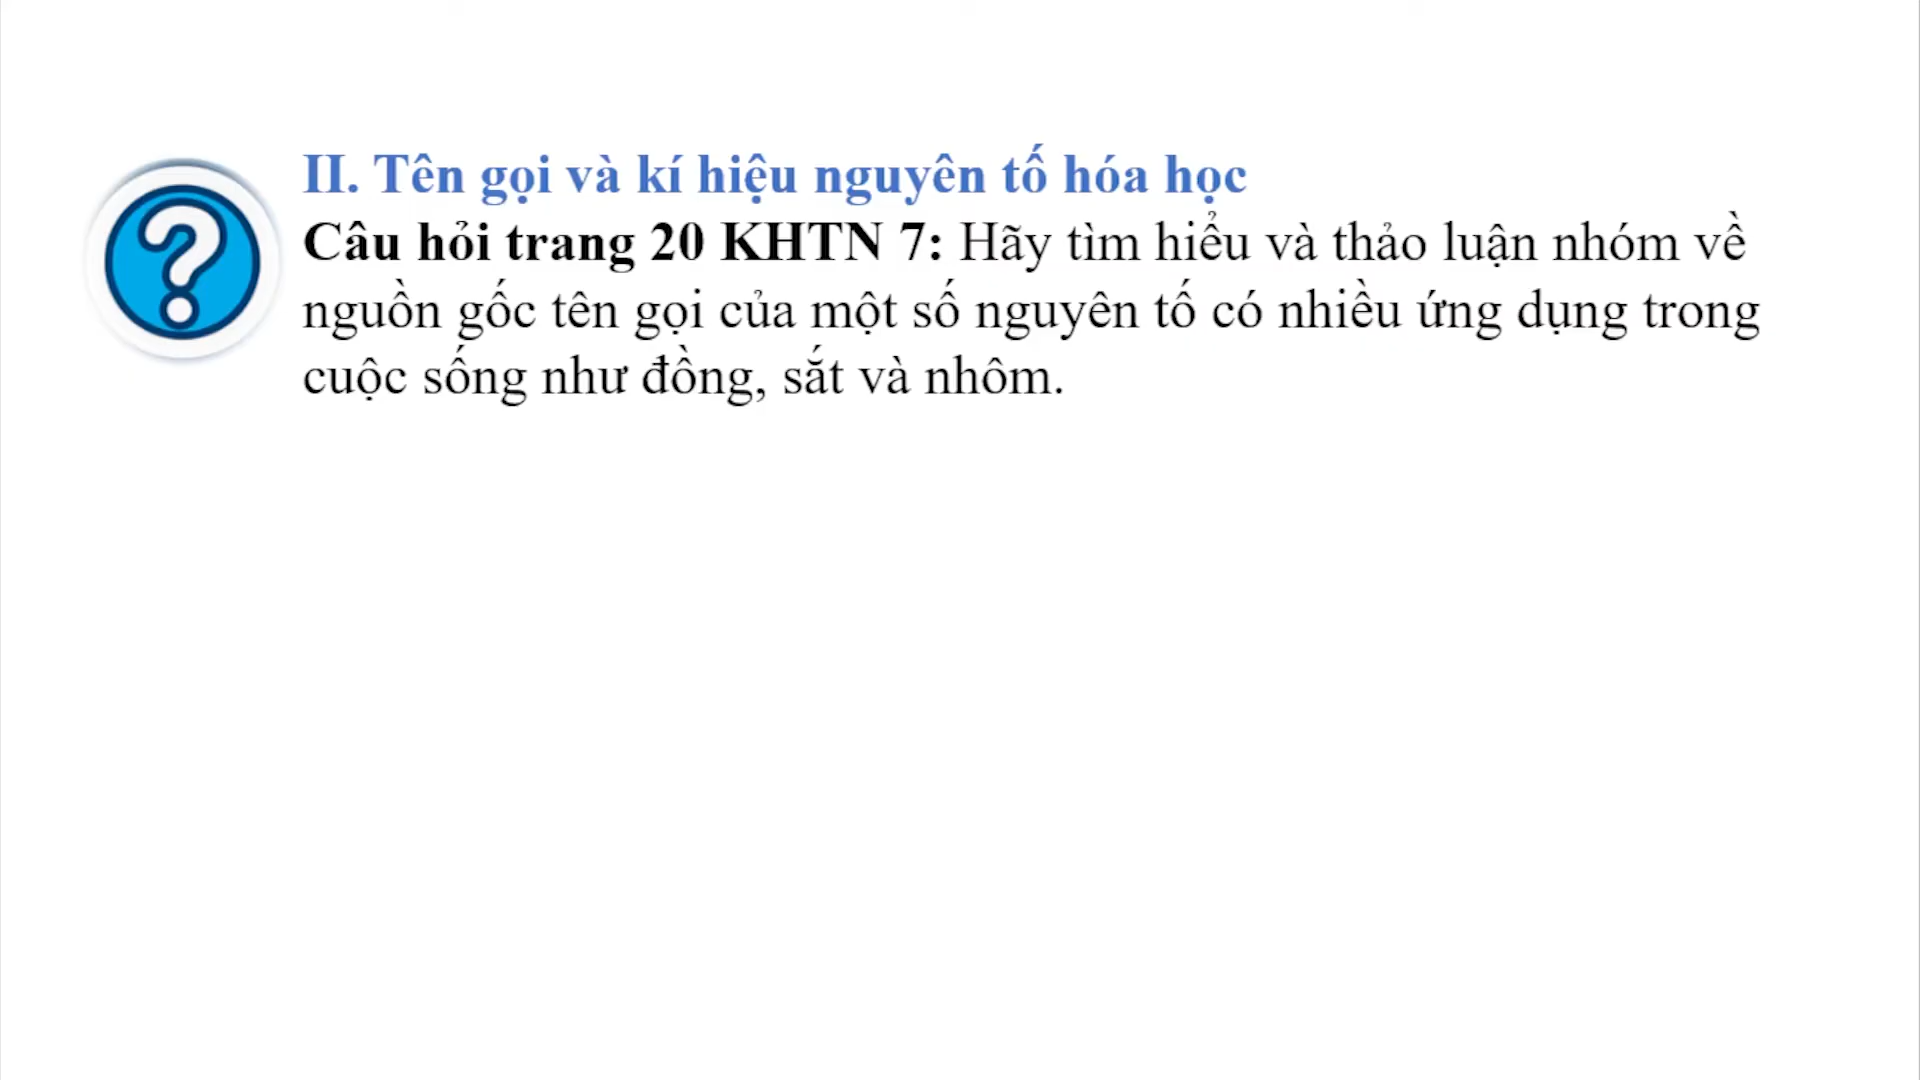 II. Tên gọi và kí hiệu nguyên tố hóa học
Câu hỏi trang 20 KHTN 7: Hãy tìm hiểu và thảo luận nhóm về
nguồn gốc tên gọi của một số nguyên tố có nhiều ứng dụng trong
cuộc sống như đồng, sắt và nhôm.